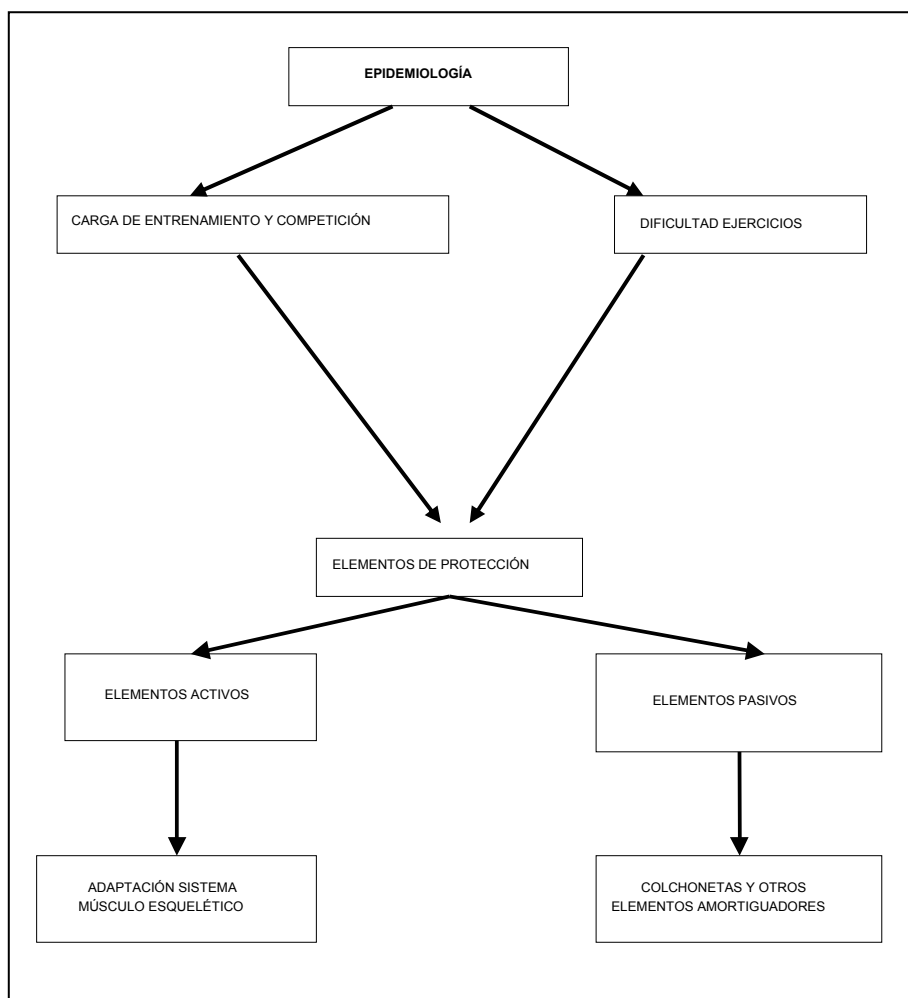 EPIDEMIOLOGÍA
CARGA DE ENTRENAMIENTO Y COMPETICIÓN
DIFICULTAD EJERCICIOS
ELEMENTOS DE PROTECCIÓN
ELEMENTOS ACTIVOS
ELEMENTOS PASIVOS
ADAPTACIÓN SISTEMA
MÚSCULO ESQUELÉTICO
COLCHONETAS Y OTROS
ELEMENTOS AMORTIGUADORES